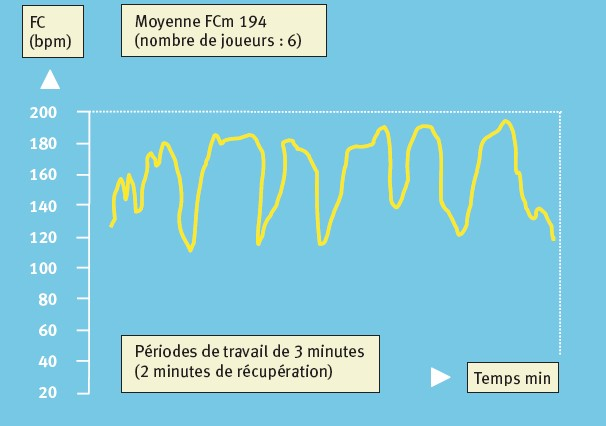 FC
(bpm)
Moyenne FCm 194
(nombre de joueurs : 6)
200
180
160
140
120
100
80
60
40
20
Périodes de travail de 3 minutes
(2 minutes de récupération)
Temps min